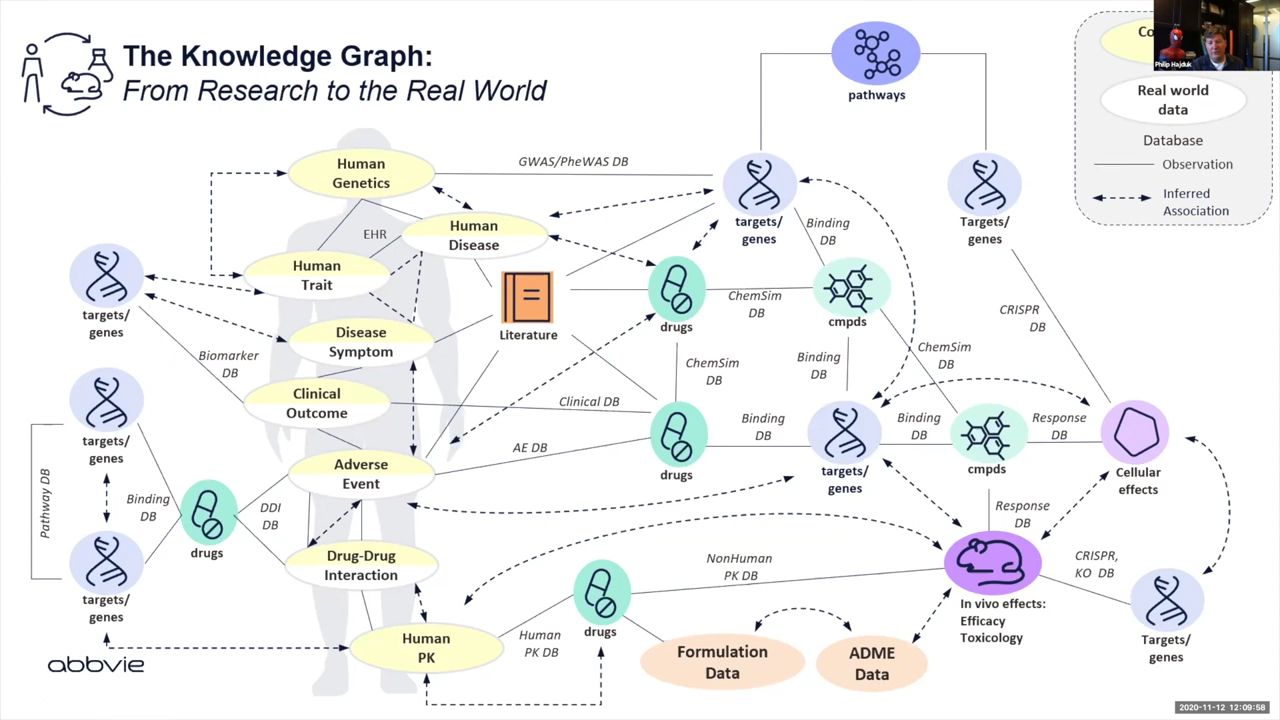 The Knowledge Graph:
From Research to the Real World
Co
Philip Hajduk
Real world
data
Database
Observation
Inferred
Association
pathways
Human
Genetics
GWAS/PheWAS DB
targets/
genes
Targets/
genes
Human
Disease
EHR
Binding
DB
Human
Trait
targets/
genes
Literature
drugs
ChemSim
DB
cmpds
CRISPR
DB
Disease
Symptom
Biomarker
DB
ChemSim
DB
Binding
DB
ChemSim
DB
Clinical
Outcome
Clinical DB
targets/
genes
Binding
DB
Binding
DB
Response
DB
AE DB
drugs
targets/
genes
cmpds
Cellular
effects
Adverse
Event
Pathway DB
Binding
DB
drugs
DDI
DB
Response
DB
Drug-Drug
Interaction
NonHuman
PK DB
CRISPR,
KO DB
targets/
genes
In vivo effects:
Efficacy
Toxicology
drugs
Human
PK
Human
PK DB
Formulation
Data
ADME
Data
Targets/
genes
abbvie
2020-11-12 12:09:58